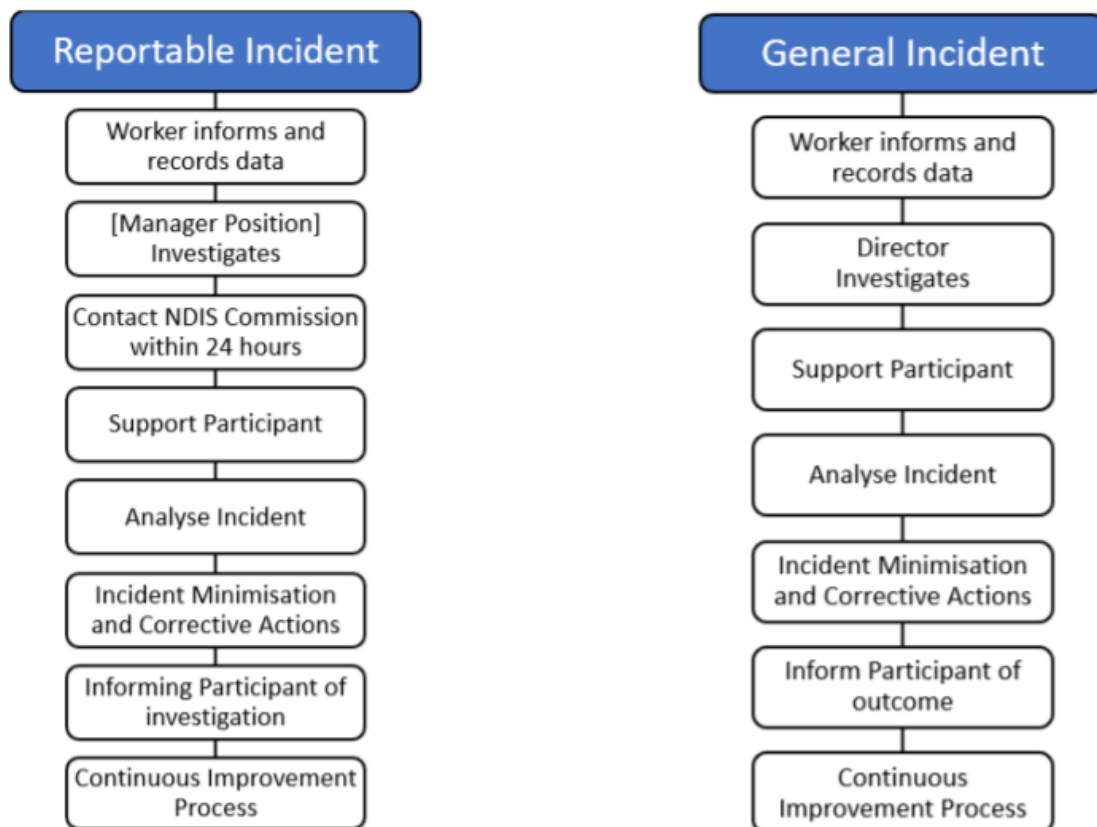 Reportable Incident
Worker informs and
records data
[Manager Position]
Investigates
Contact NDIS Commission
within 24 hours
Support Participant
Analyse Incident
Incident Minimisation
and Corrective Actions
Informing Participant of
investigation
Continuous Improvement
Process
General Incident
Worker informs and
records data
Director
Investigates
Support Participant
Analyse Incident
Incident Minimisation
and Corrective Actions
Inform Participant of
outcome
Continuous
Improvement Process